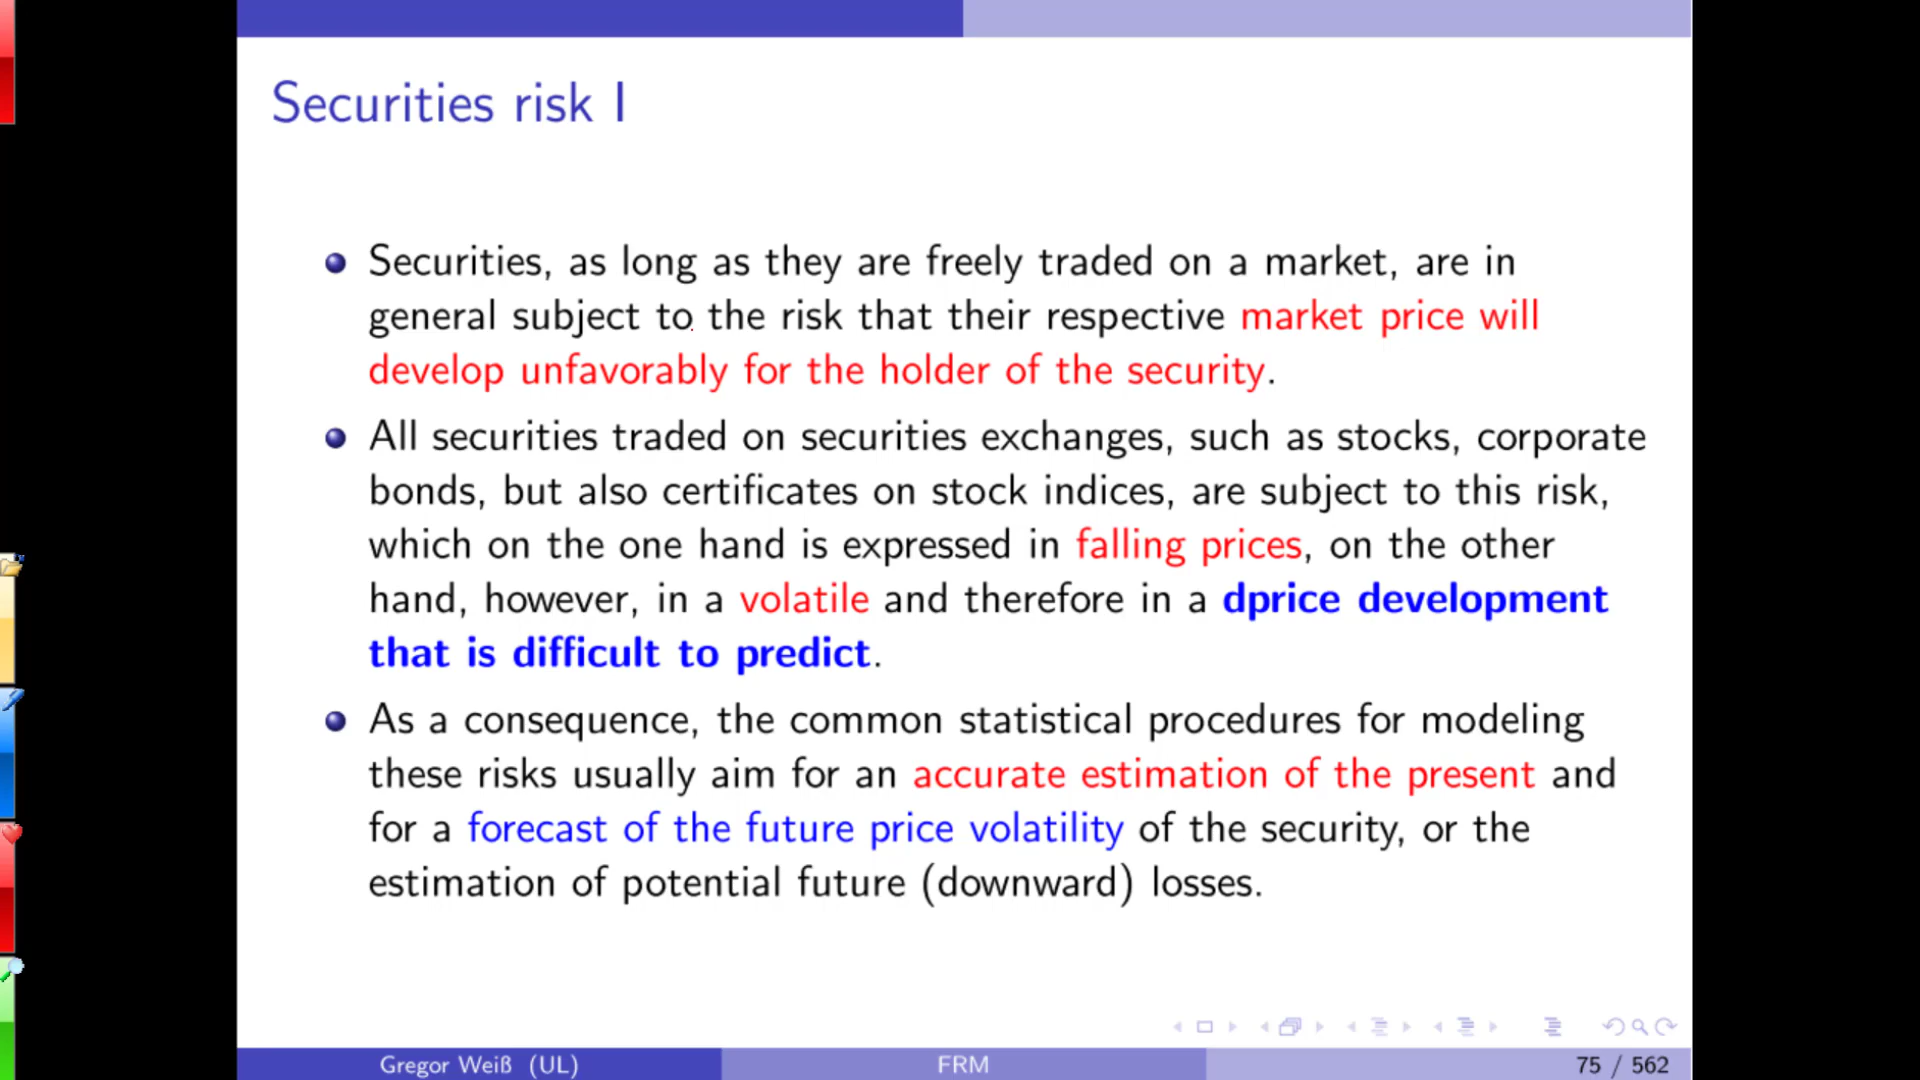 Securities risk I
Securities, as long as they are freely traded on a market, are in
general subject to the risk that their respective market price will
develop unfavorably for the holder of the security.
All securities traded on securities exchanges, such as stocks, corporate
bonds, but also certificates on stock indices, are subject to this risk,
which on the one hand is expressed in falling prices, on the other
hand, however, in a volatile and therefore in a dprice development
that is difficult to predict.
As a consequence, the common statistical procedures for modeling
these risks usually aim for an accurate estimation of the present and
for a forecast of the future price volatility of the security, or the
estimation of potential future (downward) losses.
Gregor Weiß (UL) FRM 75 / 562